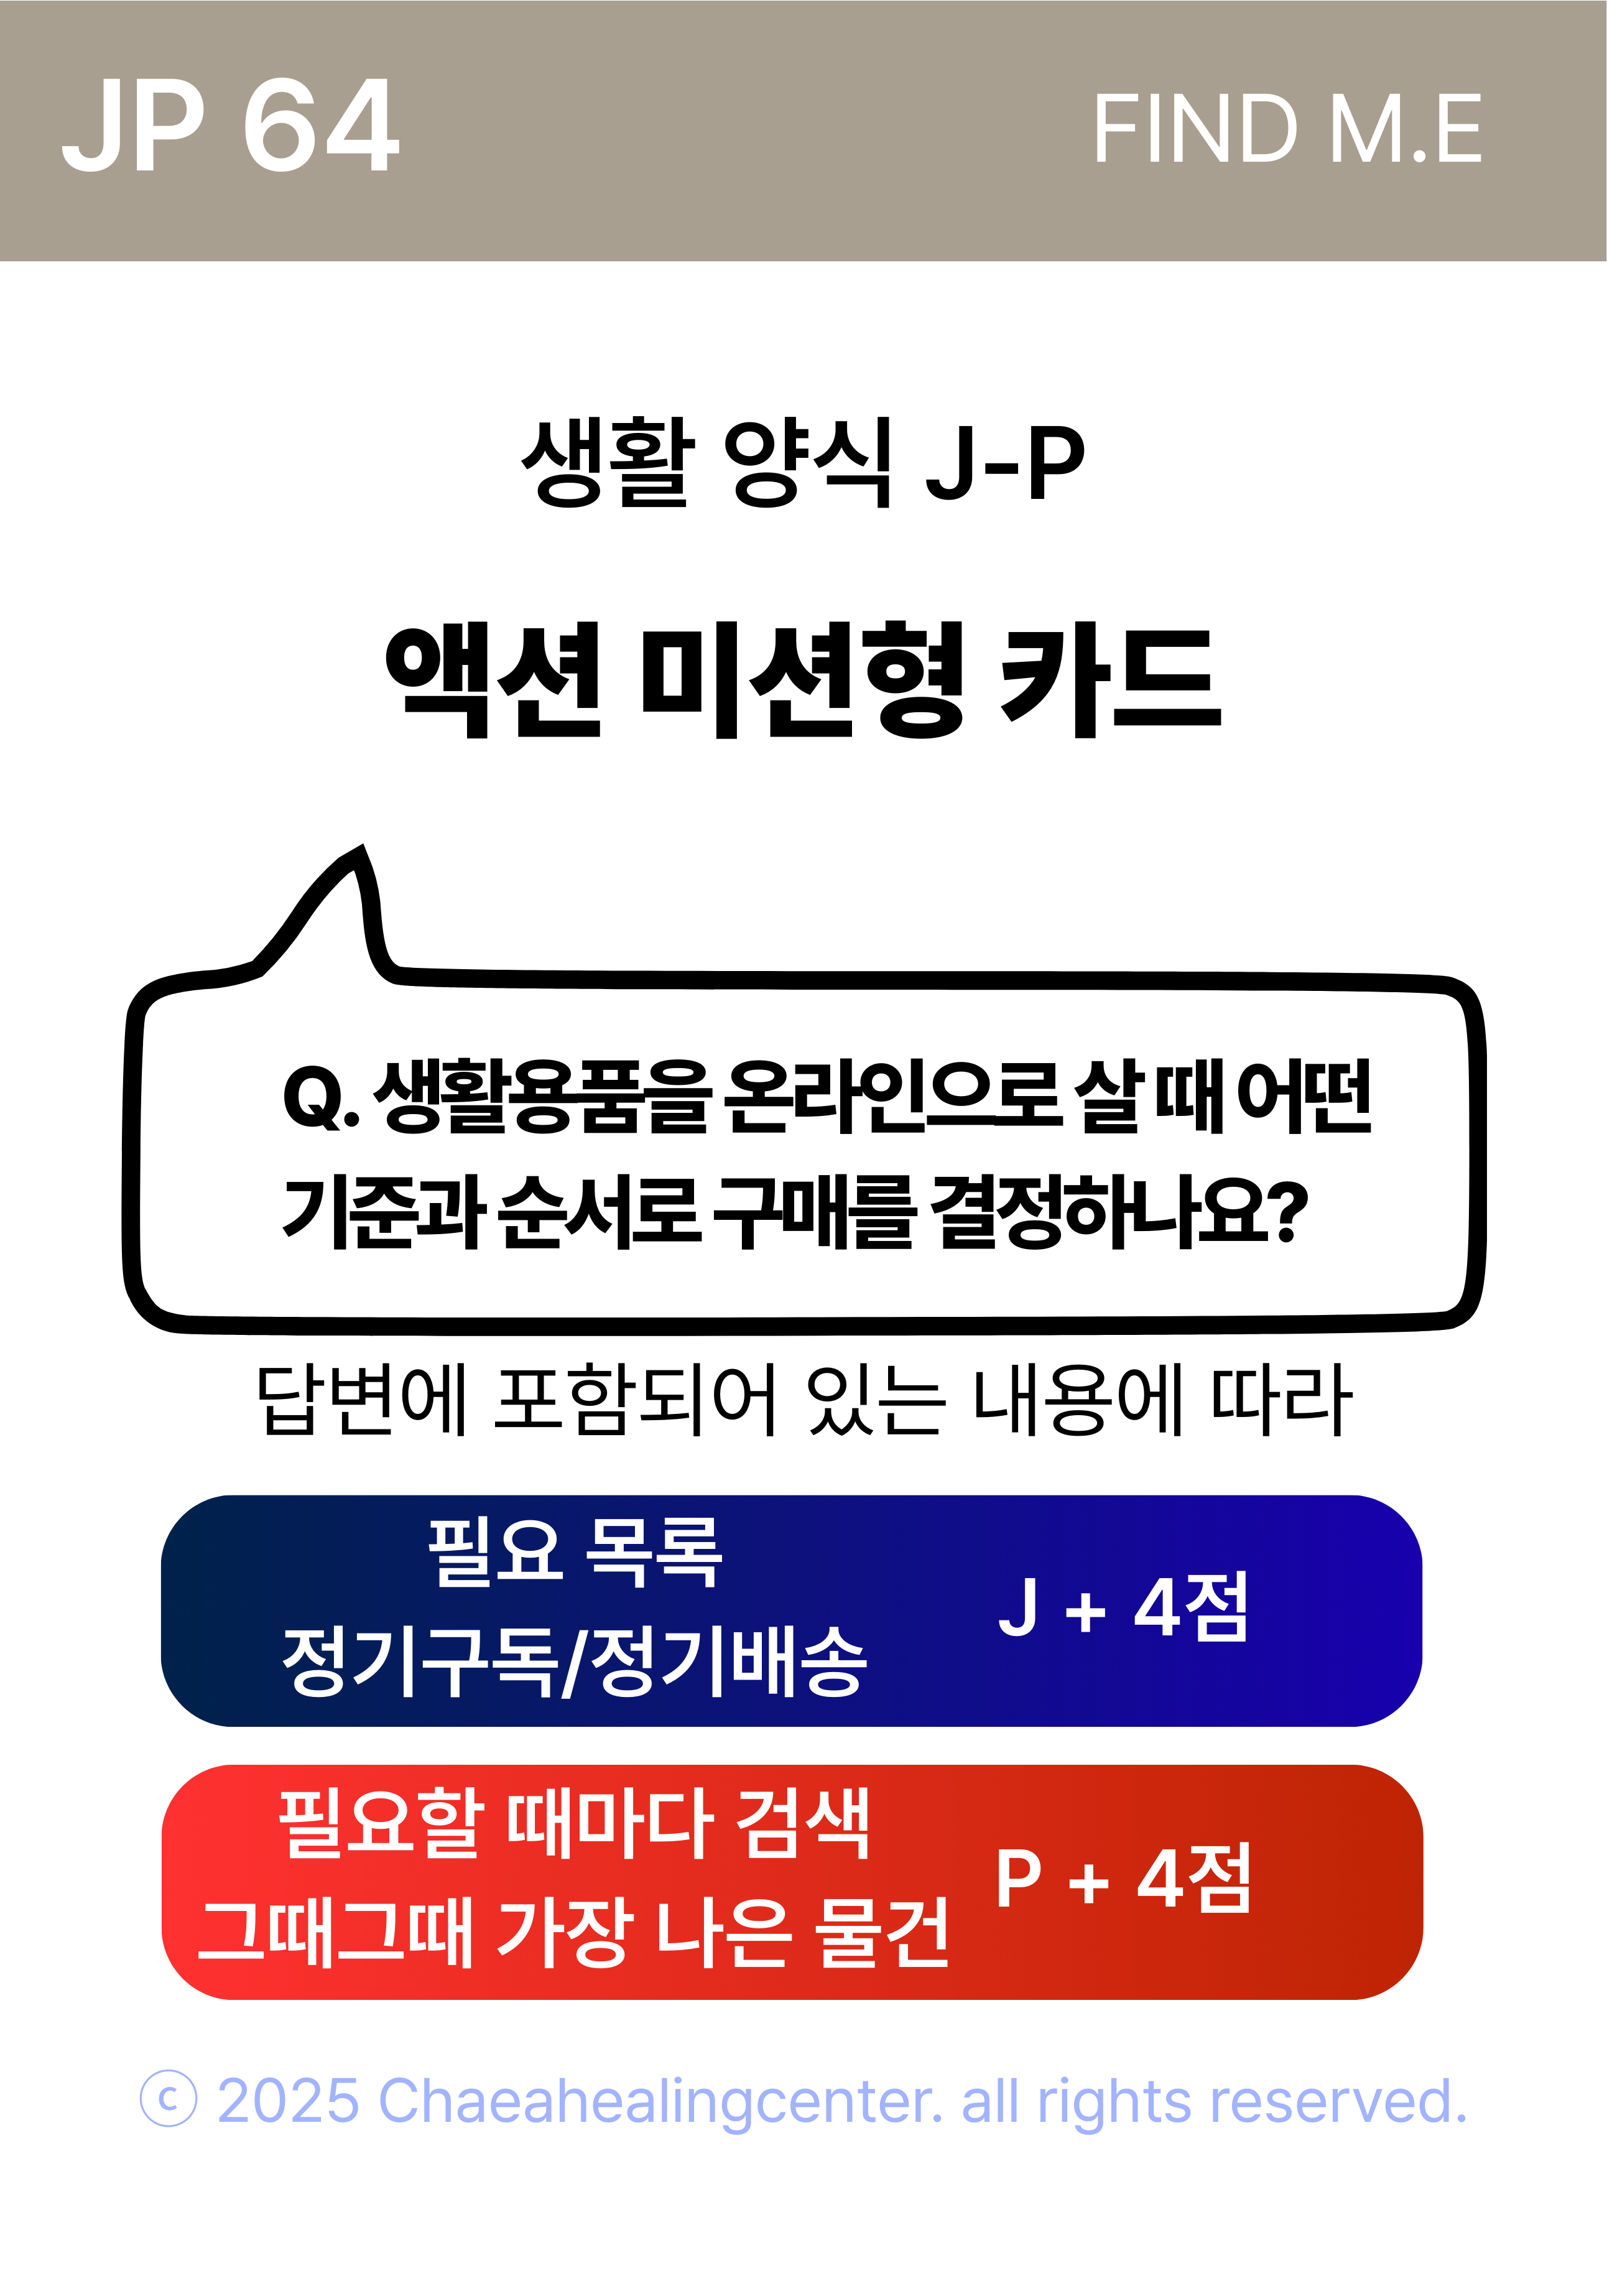 JP 64
FIND M.E
생활 양식 J-P
액션 미션형 카드
Q. 생활용품을 온라인으로 살 때 어떤
기준과 순서로 구매를 결정하나요?
답변에 포함되어 있는 내용에 따라
필요 목록
정기구독/정기배송
J + 4점
필요할 때마다 검색
그때그때 가장 나은 물건
P + 4점
ⓒ 2025 Chaeahealingcenter. all rights reserved.